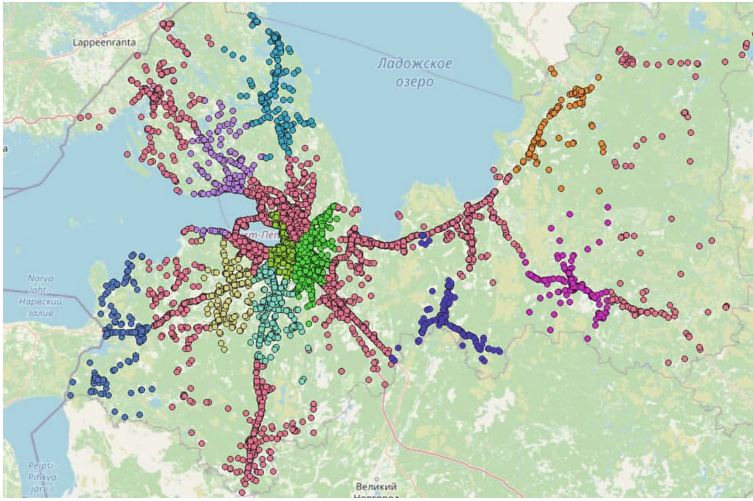 Lappeenranta
Ладожское
озеро
Narva
laht -
Нарвский
залив
Peipsi
Pihkva
järv
Великий
Новгород